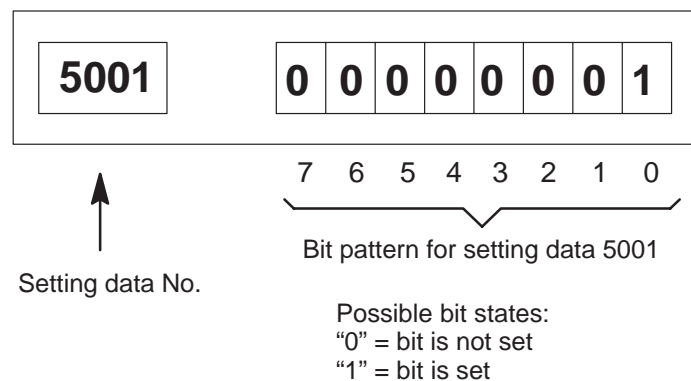 5001 0 0 0 0 0 0 0 1
7 6 5 4 3 2 1 0
Bit pattern for setting data 5001
Setting data No.
Possible bit states:
“0” = bit is not set
“1” = bit is set